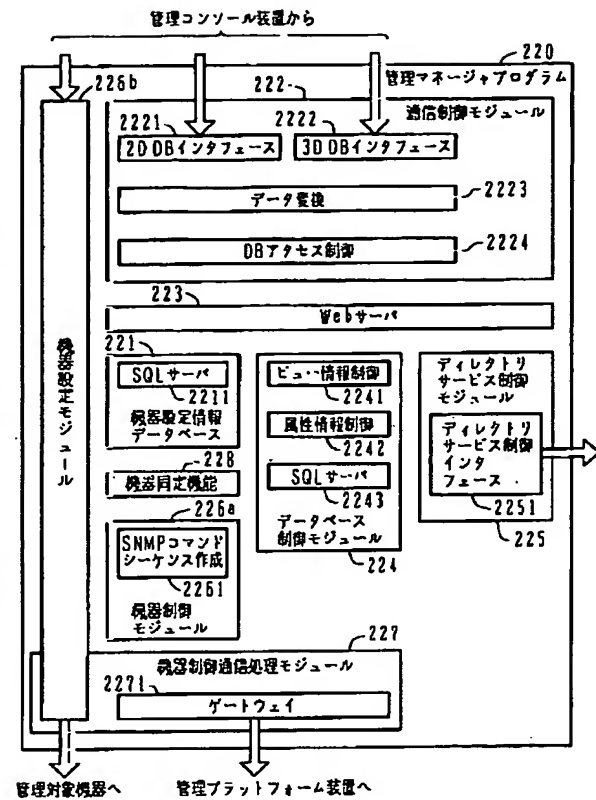 管理コンソール装置から
220
226b
管理マネージャプログラム
222
通信制御モジュール
2221
2222
2D DBインタフェース
3D DBインタフェース
データ変換
2223
DBアクセス制御
2224
223
Webサーバ
機器設定モジュール
221
SQLサーバ
2211
機器設定情報
データベース
228
機器同定機能
226a
SNMPコマンド
シーケンス作成
2261
機器制御
モジュール
ビュー情報制御
2241
属性情報制御
2242
SQLサーバ
2243
データベース
制御モジュール
224
ディレクトリ
サービス制御
モジュール
ディレクトリ
サービス制御
インタ
フェース
2251
225
227
機器制御通信処理モジュール
2271
ゲートウェイ
管理対象機器へ
管理プラットフォーム装置へ